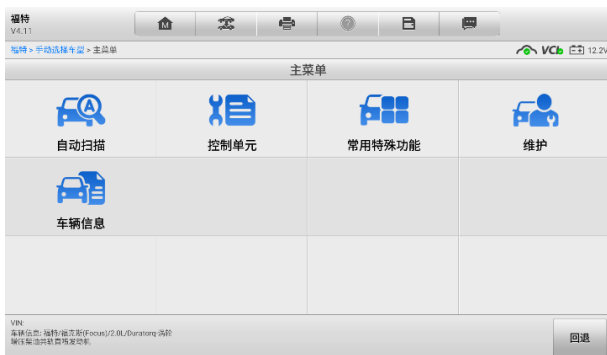 福特
V4.11
福特 > 手动选择车型 > 主菜单
VCI 12.2V
主菜单
自动扫描
控制单元
常用特殊功能
维护
车辆信息
VIN:
车辆信息: 福特/福克斯(Focus)/2.0L/Duratorq-涡轮
增压柴油共轨直喷发动机
回退